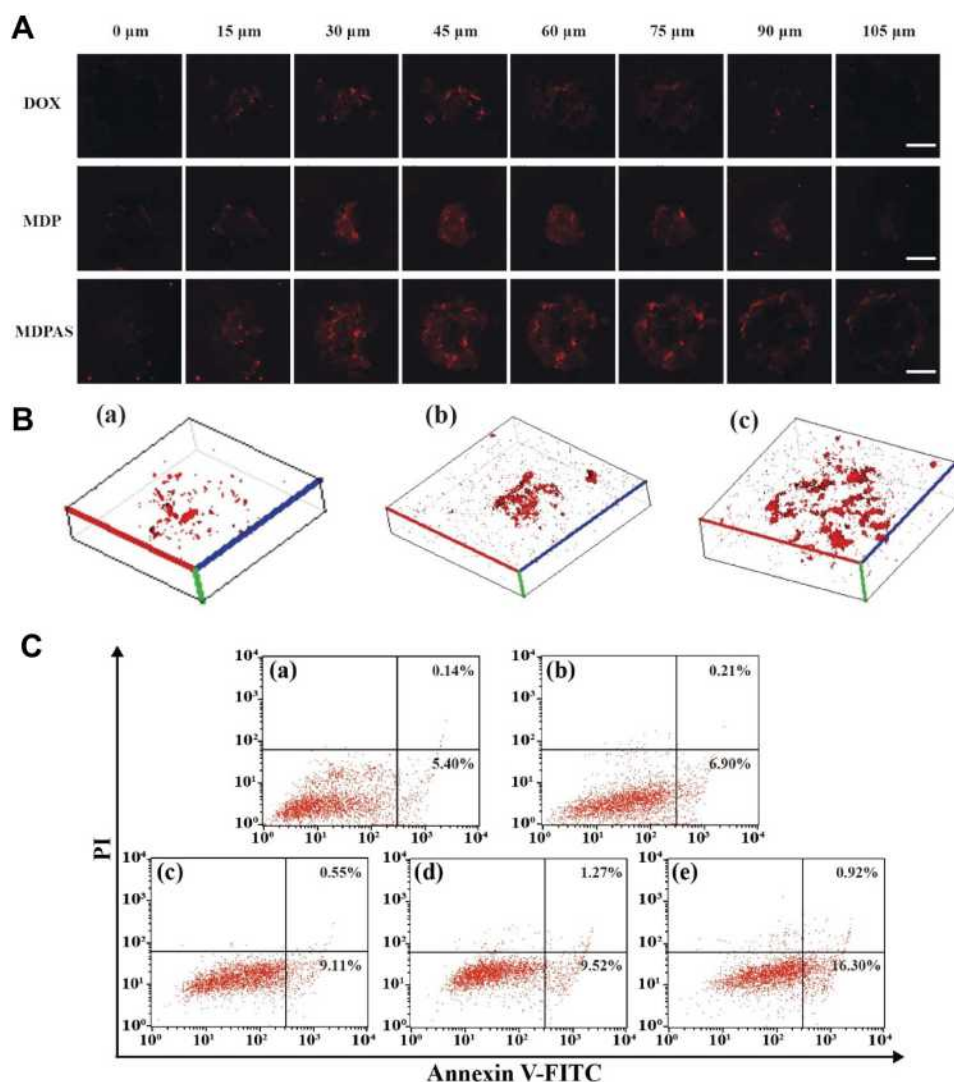 A
0 μm 15 μm 30 μm 45 μm 60 μm 75 μm 90 μm 105 μm
DOX
MDP
MDPAS
B
(a) (b) (c)
C
(a) 0.14% 5.40%
10⁴ 10³ 10² 10¹ 10⁰
10⁰ 10¹ 10² 10³ 10⁴
(b) 0.21% 6.90%
10⁴ 10³ 10² 10¹ 10⁰
10⁰ 10¹ 10² 10³ 10⁴
PI
(c) 0.55% 9.11%
10⁴ 10³ 10² 10¹ 10⁰
10⁰ 10¹ 10² 10³ 10⁴
(d) 1.27% 9.52%
10⁴ 10³ 10² 10¹ 10⁰
10⁰ 10¹ 10² 10³ 10⁴
(e) 0.92% 16.30%
10⁴ 10³ 10² 10¹ 10⁰
10⁰ 10¹ 10² 10³ 10⁴
Annexin V-FITC